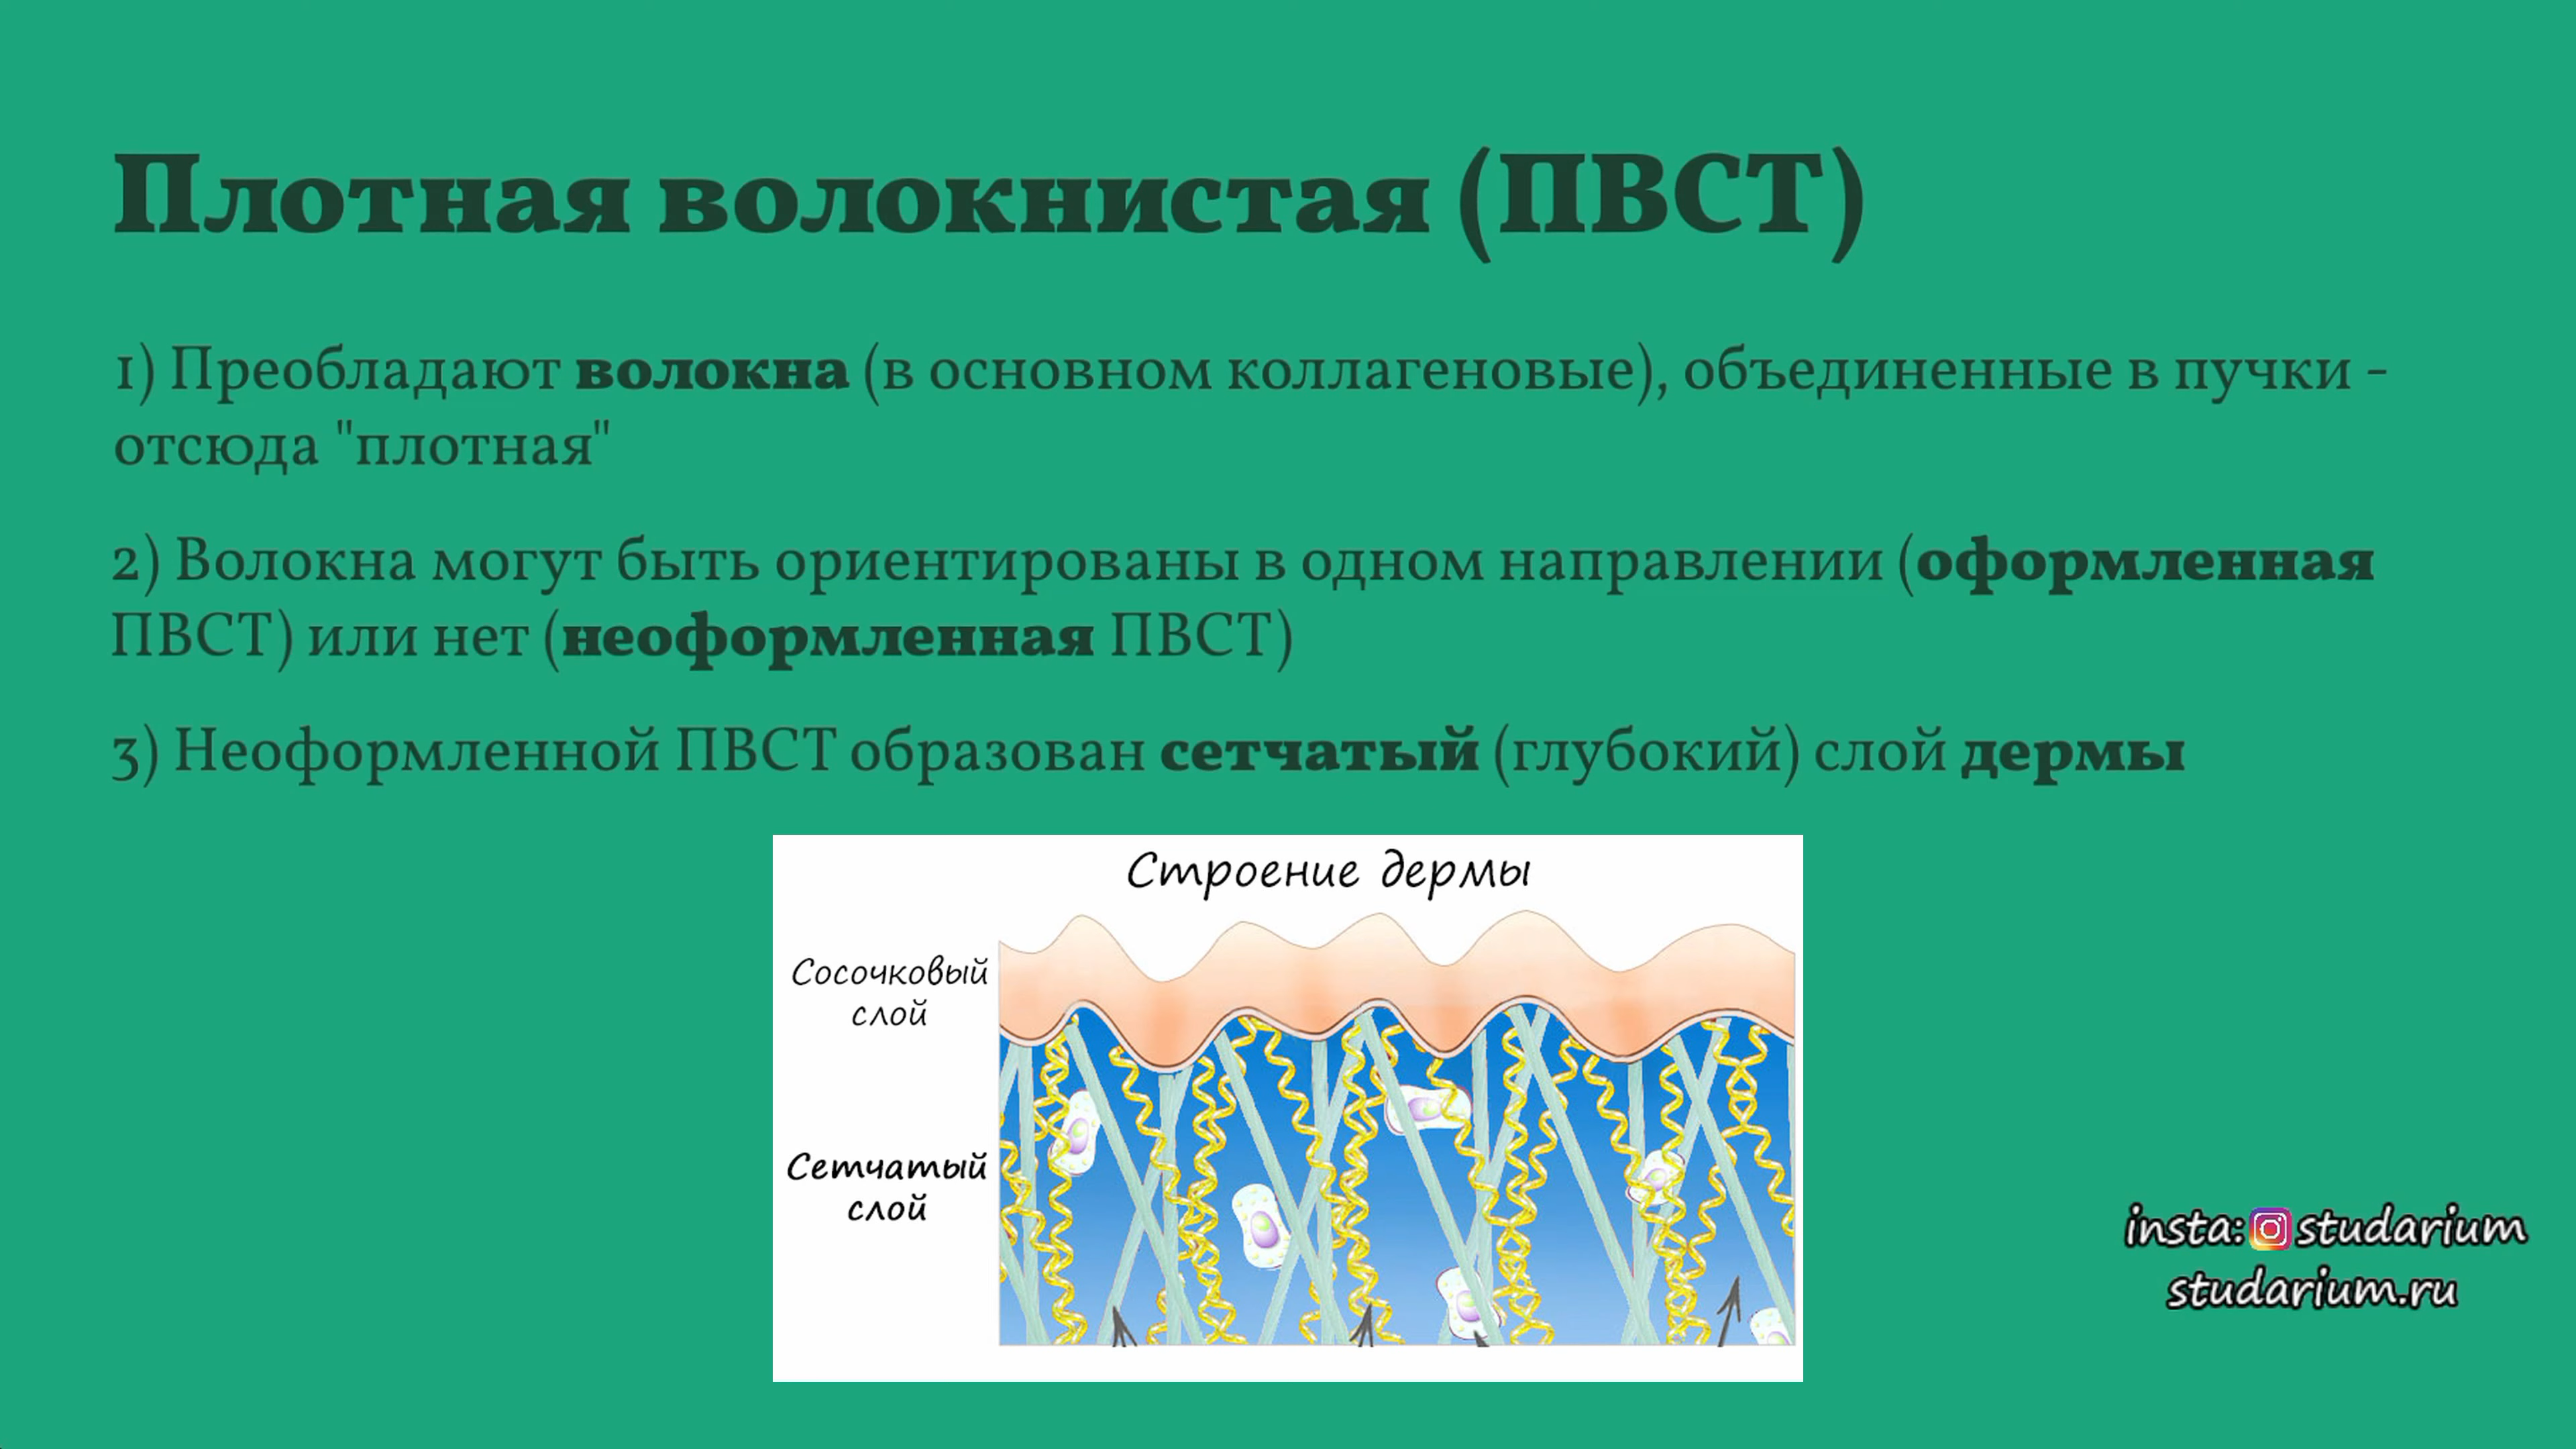 Плотная волокнистая (ПВСТ)
1) Преобладают волокна (в основном коллагеновые), объединенные в пучки -
отсюда "плотная"
2) Волокна могут быть ориентированы в одном направлении (оформленная
ПВСТ) или нет (неоформленная ПВСТ)
3) Неоформленной ПВСТ образован сетчатый (глубокий) слой дермы
Строение дермы
Сосочковый
слой
Сетчатый
слой
insta: studarium
studarium.ru